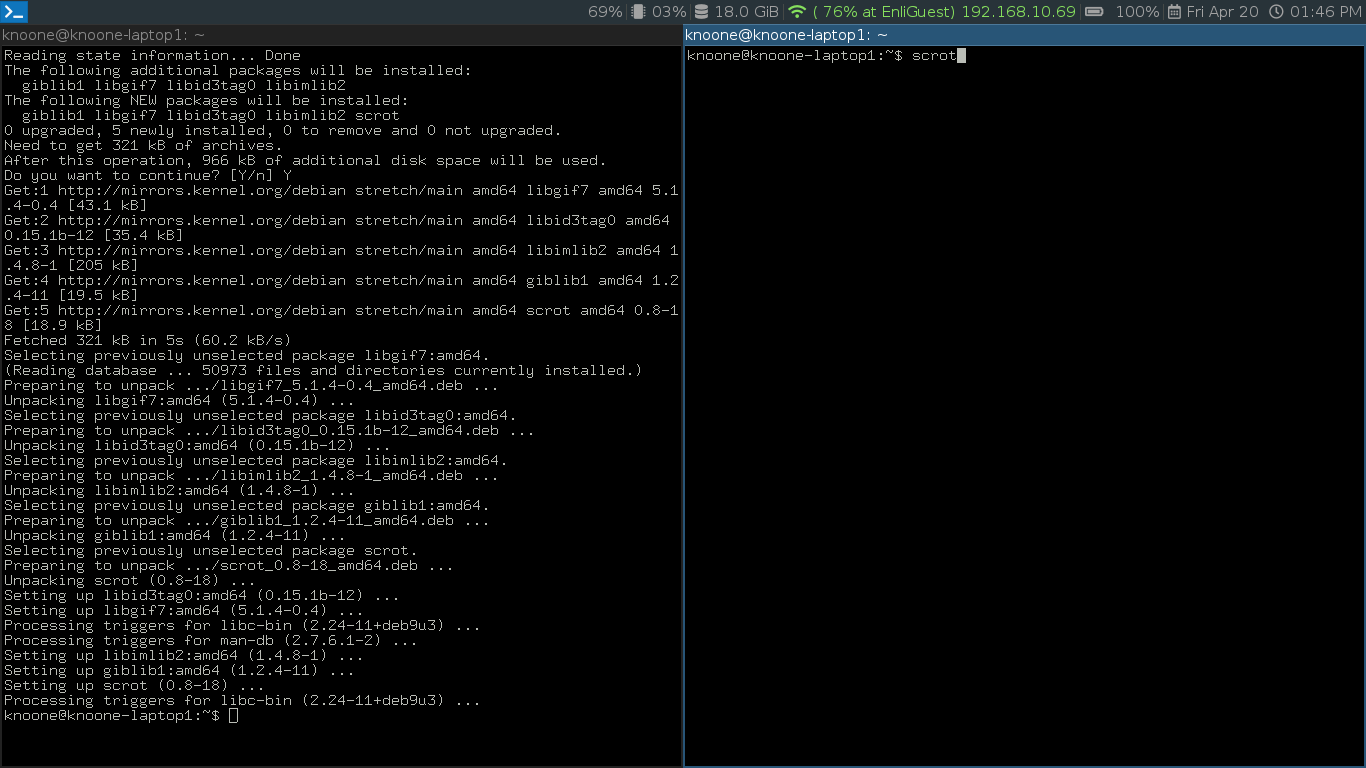 69% 03% 18.0 GiB ( 76% at EnliGuest) 192.168.10.69 100% Fri Apr 20 01:46 PM
knoone@knoone-laptop1: ~
Reading state information... Done
The following additional packages will be installed:
  giblib1 libgif7 libid3tag0 libimlib2
The following NEW packages will be installed:
  giblib1 libgif7 libid3tag0 libimlib2 scrot
0 upgraded, 5 newly installed, 0 to remove and 0 not upgraded.
Need to get 321 kB of archives.
After this operation, 966 kB of additional disk space will be used.
Do you want to continue? [Y/n] Y
Get:1 http://mirrors.kernel.org/debian stretch/main amd64 libgif7 amd64 5.1
.4-0.4 [43.1 kB]
Get:2 http://mirrors.kernel.org/debian stretch/main amd64 libid3tag0 amd64
0.15.1b-12 [35.4 kB]
Get:3 http://mirrors.kernel.org/debian stretch/main amd64 libimlib2 amd64 1
.4.8-1 [205 kB]
Get:4 http://mirrors.kernel.org/debian stretch/main amd64 giblib1 amd64 1.2
.4-11 [19.5 kB]
Get:5 http://mirrors.kernel.org/debian stretch/main amd64 scrot amd64 0.8-1
8 [18.9 kB]
Fetched 321 kB in 5s (60.2 kB/s)
Selecting previously unselected package libgif7:amd64.
(Reading database ... 50973 files and directories currently installed.)
Preparing to unpack .../libgif7_5.1.4-0.4_amd64.deb ...
Unpacking libgif7:amd64 (5.1.4-0.4) ...
Selecting previously unselected package libid3tag0:amd64.
Preparing to unpack .../libid3tag0_0.15.1b-12_amd64.deb ...
Unpacking libid3tag0:amd64 (0.15.1b-12) ...
Selecting previously unselected package libimlib2:amd64.
Preparing to unpack .../libimlib2_1.4.8-1_amd64.deb ...
Unpacking libimlib2:amd64 (1.4.8-1) ...
Selecting previously unselected package giblib1:amd64.
Preparing to unpack .../giblib1_1.2.4-11_amd64.deb ...
Unpacking giblib1:amd64 (1.2.4-11) ...
Selecting previously unselected package scrot.
Preparing to unpack .../scrot_0.8-18_amd64.deb ...
Unpacking scrot (0.8-18) ...
Setting up libid3tag0:amd64 (0.15.1b-12) ...
Setting up libgif7:amd64 (5.1.4-0.4) ...
Processing triggers for libc-bin (2.24-11+deb9u3) ...
Processing triggers for man-db (2.7.6.1-2) ...
Setting up libimlib2:amd64 (1.4.8-1) ...
Setting up giblib1:amd64 (1.2.4-11) ...
Setting up scrot (0.8-18) ...
Processing triggers for libc-bin (2.24-11+deb9u3) ...
knoone@knoone-laptop1:~$
knoone@knoone-laptop1: ~
knoone@knoone-laptop1:~$ scrot